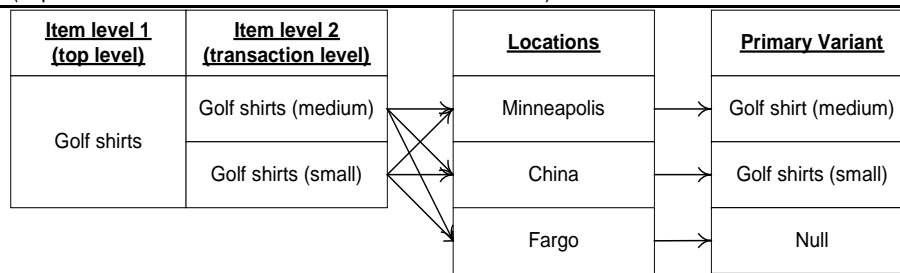 Item level 1
(top level)
Item level 2
(transaction level)
Locations
Primary Variant
Golf shirts
Golf shirts (medium)
Minneapolis
Golf shirt (medium)
Golf shirts (small)
China
Golf shirts (small)
Fargo
Null